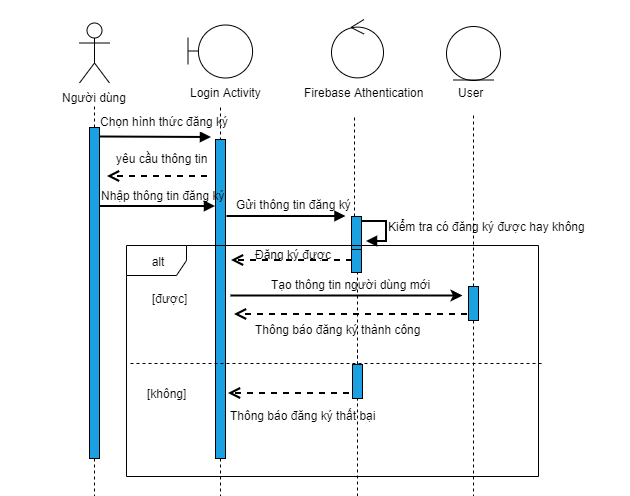 Người dùng
Login Activity
Firebase Athentication
User
Chọn hình thức đăng ký
yêu cầu thông tin
Nhập thông tin đăng ký
Gửi thông tin đăng ký
Kiểm tra có đăng ký được hay không
alt
Đăng ký được
Tạo thông tin người dùng mới
[được]
Thông báo đăng ký thành công
[không]
Thông báo đăng ký thất bại